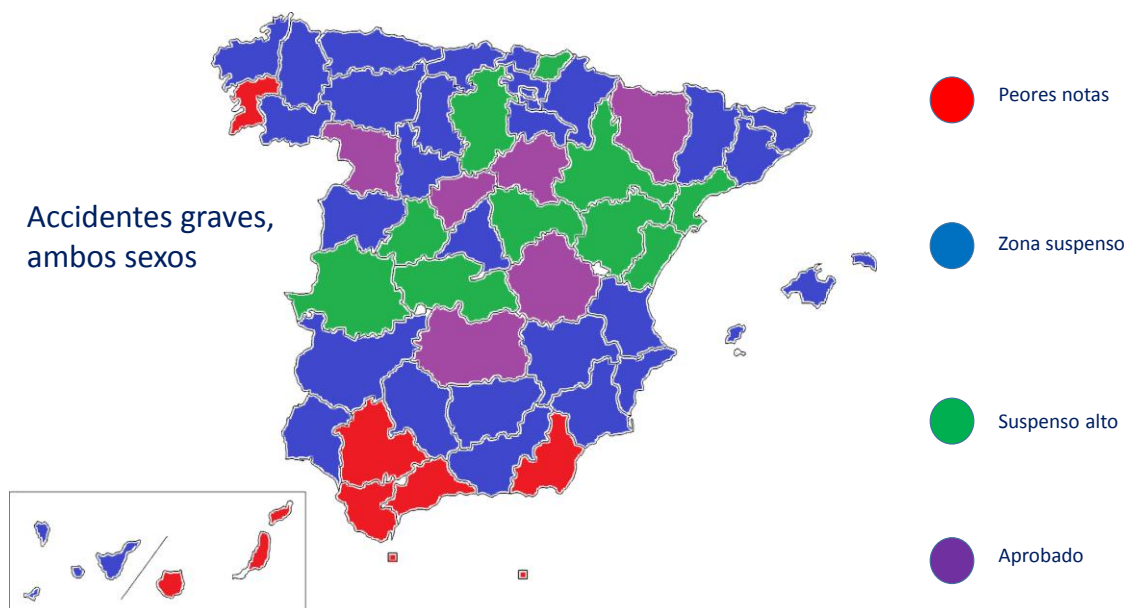 Peores notas
Accidentes graves,
ambos sexos
Zona suspenso
Suspenso alto
Aprobado